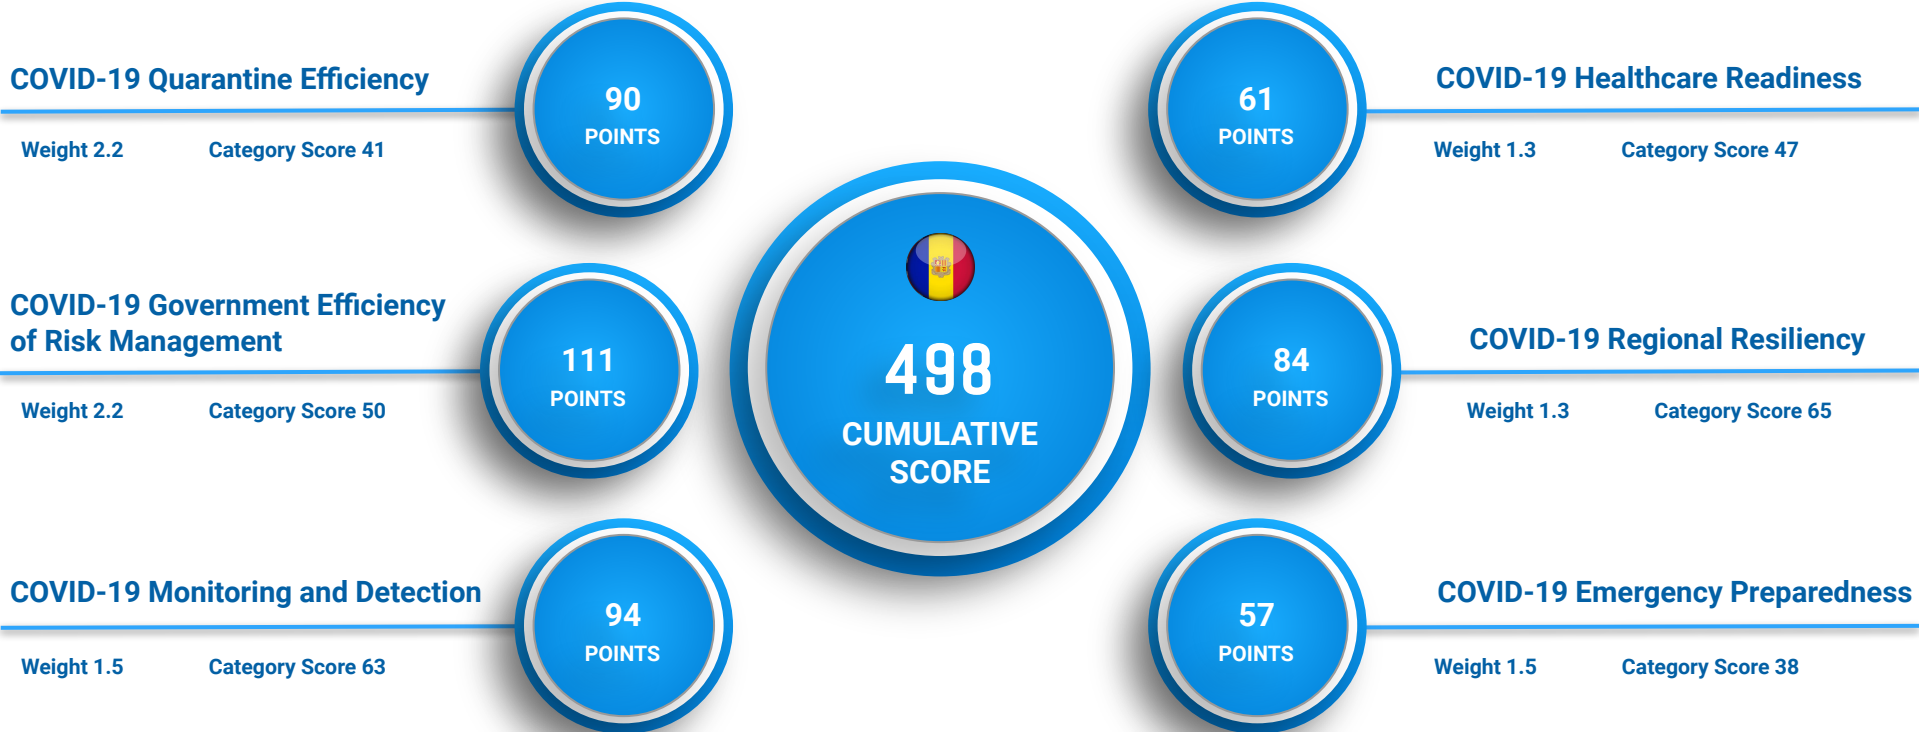 COVID-19 Quarantine Efficiency
Weight 2.2 Category Score 41
90
POINTS
COVID-19 Government Efficiency
of Risk Management
Weight 2.2 Category Score 50
111
POINTS
COVID-19 Monitoring and Detection
Weight 1.5 Category Score 63
94
POINTS
498
CUMULATIVE
SCORE
61
POINTS
COVID-19 Healthcare Readiness
Weight 1.3 Category Score 47
84
POINTS
COVID-19 Regional Resiliency
Weight 1.3 Category Score 65
57
POINTS
COVID-19 Emergency Preparedness
Weight 1.5 Category Score 38